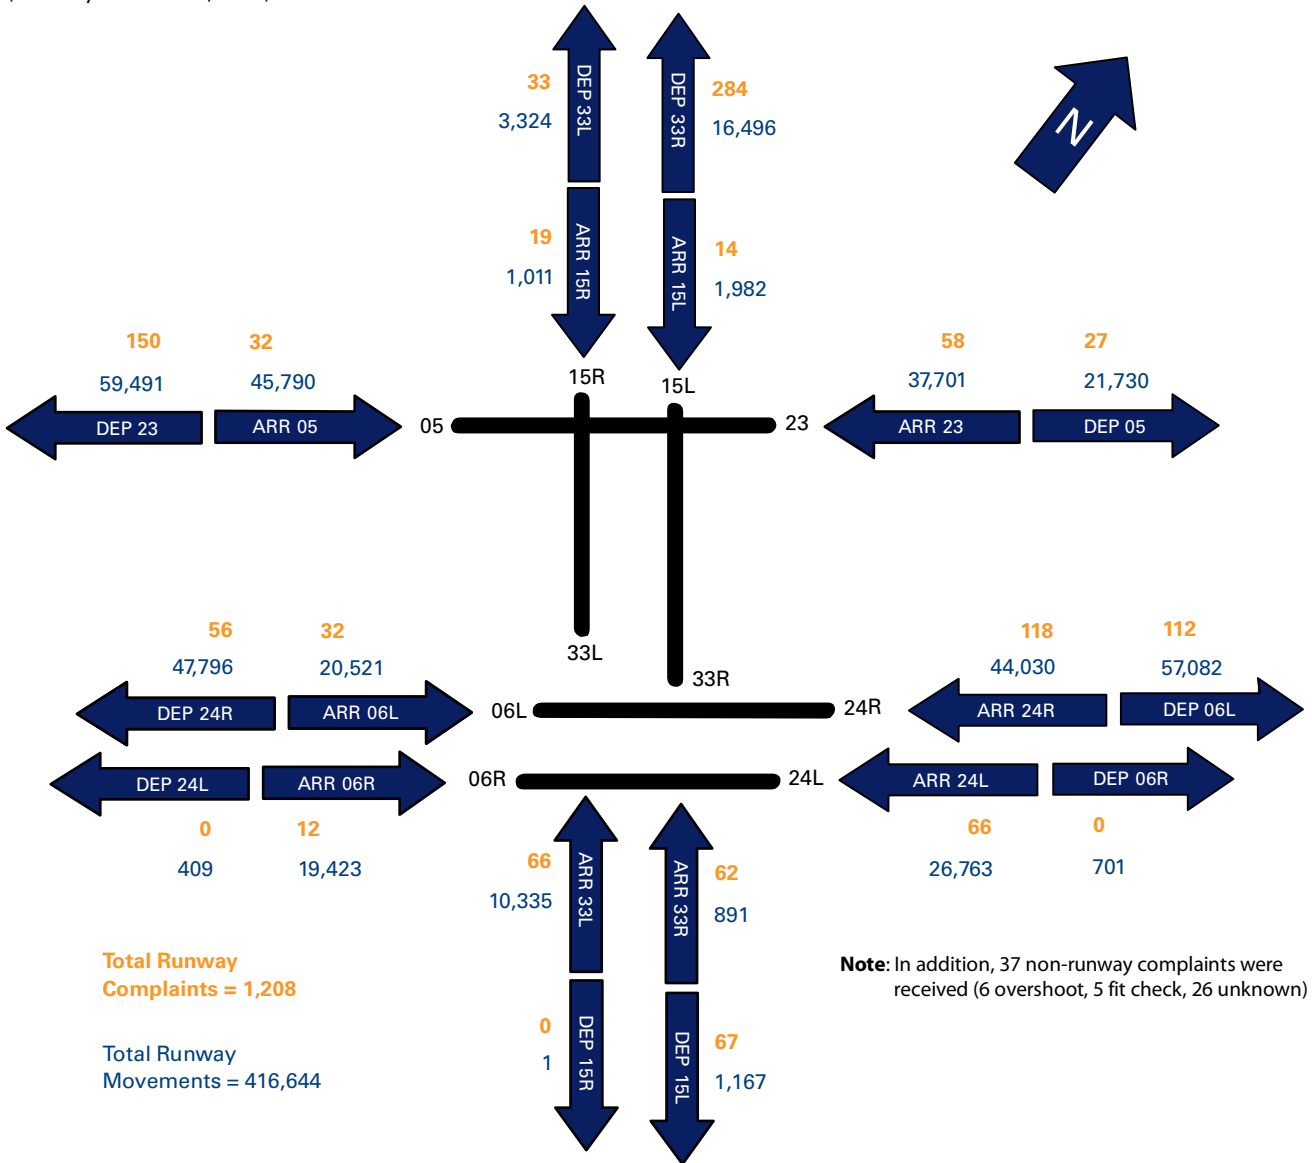 DEP 33L
DEP 33R
33
3,324
284
16,496
N
ARR 15R
ARR 15L
19
1,011
14
1,982
150
32
59,491
45,790
DEP 23
ARR 05
58
27
37,701
21,730
ARR 23
DEP 05
15R
15L
05
23
33L
33R
56
32
47,796
20,521
DEP 24R
ARR 06L
06L
24R
118
112
44,030
57,082
ARR 24R
DEP 06L
DEP 24L
ARR 06R
06R
24L
ARR 24L
DEP 06R
0
12
409
19,423
66
0
26,763
701
66
10,335
ARR 33L
ARR 33R
62
891
Total Runway
Complaints = 1,208
Total Runway
Movements = 416,644
0
1
DEP 15R
DEP 15L
67
1,167
Note: In addition, 37 non-runway complaints were
received (6 overshoot, 5 fit check, 26 unknown)